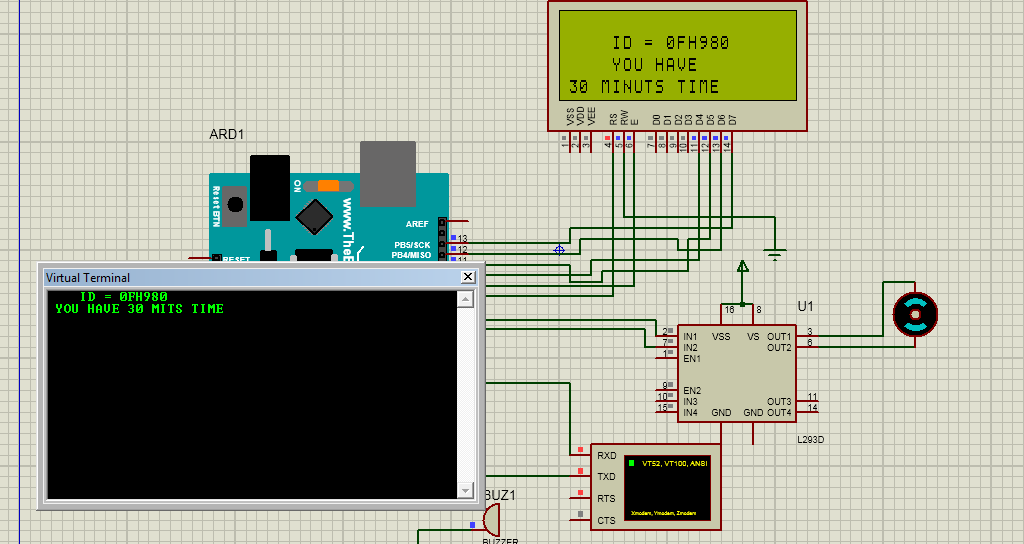 ID = 0FH980
YOU HAVE
30 MINUTS TIME
VSS
VDD
VEE
RS
RW
E
D0
D1
D2
D3
D4
D5
D6
D7
1
2
3
4
5
6
7
8
9
10
11
12
13
14
ARD1
Reset BTN
ON
www.TheE
AREF
PB5/SCK 13
PB4/MISO 12
RESET
11
Virtual Terminal
ID = 0FH980
YOU HAVE 30 MITS TIME
U1
16 8
VSS VS
2 IN1 OUT1 3
7 IN2 OUT2 6
1 EN1
9 EN2
10 IN3 OUT3 11
15 IN4 OUT4 14
GND GND
L293D
RXD
TXD
RTS
CTS
VT52, VT100, ANSI
Xmodem, Ymodem, Zmodem
BUZ1
BUZZER